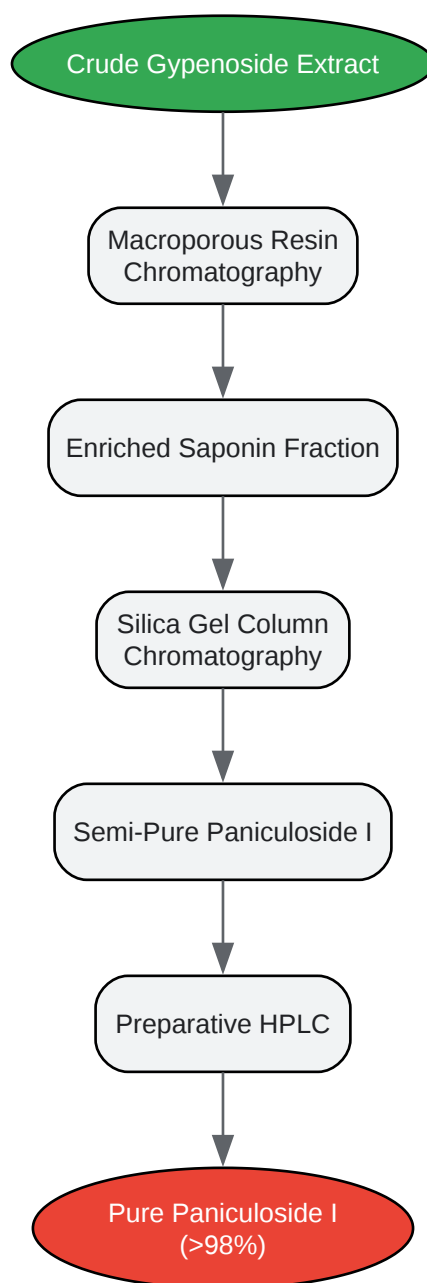 Crude Gypenoside Extract
Macroporous Resin
Chromatography
Enriched Saponin Fraction
Silica Gel Column
Chromatography
Semi-Pure Paniculoside I
Preparative HPLC
Pure Paniculoside I
(>98%)